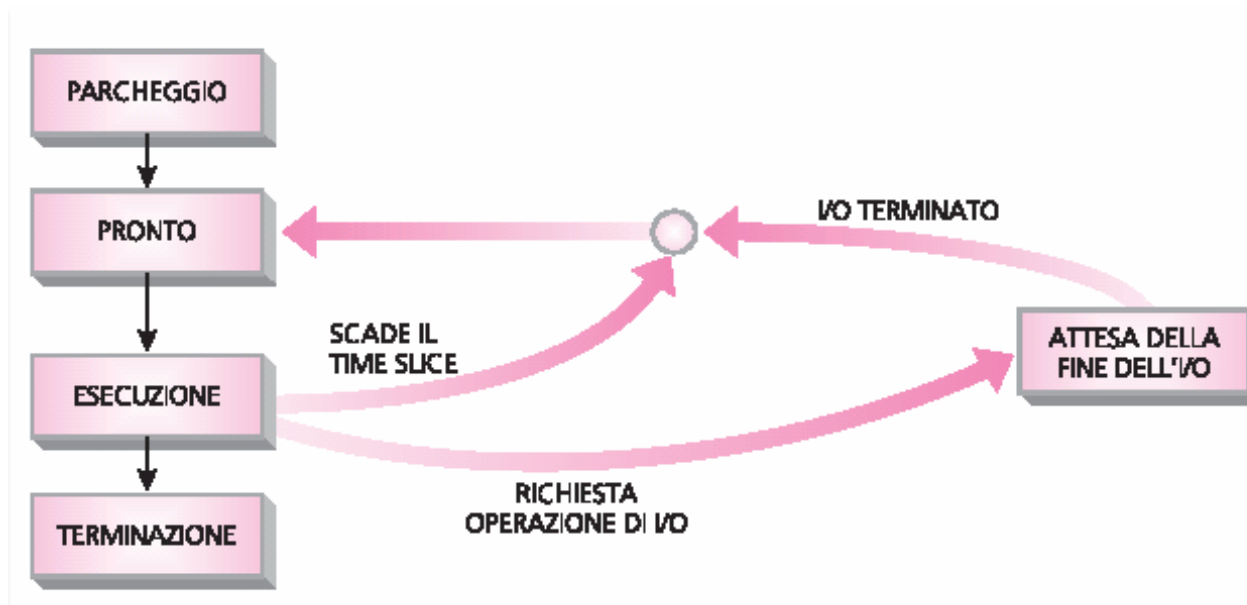 PARCHEGGIO
PRONTO
I/O TERMINATO
SCADE IL
TIME SLICE
ATTESA DELLA
FINE DELL'I/O
ESECUZIONE
RICHIESTA
OPERAZIONE DI I/O
TERMINAZIONE